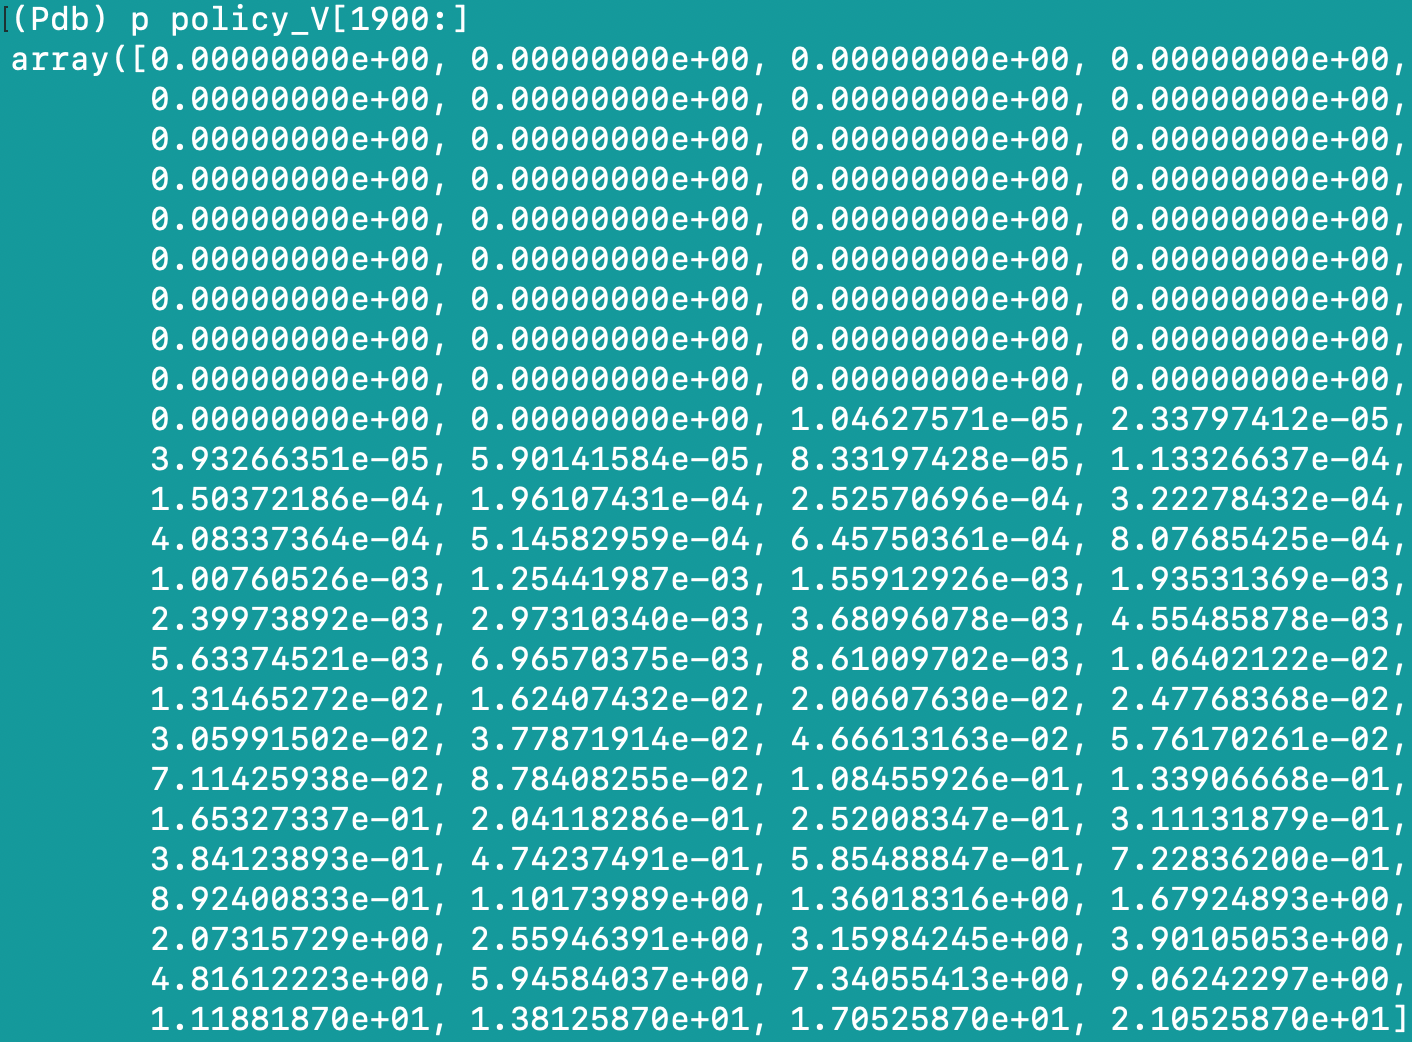 (Pdb) p policy_V[1900:]
array([0.00000000e+00, 0.00000000e+00, 0.00000000e+00, 0.00000000e+00,
0.00000000e+00, 0.00000000e+00, 0.00000000e+00, 0.00000000e+00,
0.00000000e+00, 0.00000000e+00, 0.00000000e+00, 0.00000000e+00,
0.00000000e+00, 0.00000000e+00, 0.00000000e+00, 0.00000000e+00,
0.00000000e+00, 0.00000000e+00, 0.00000000e+00, 0.00000000e+00,
0.00000000e+00, 0.00000000e+00, 0.00000000e+00, 0.00000000e+00,
0.00000000e+00, 0.00000000e+00, 0.00000000e+00, 0.00000000e+00,
0.00000000e+00, 0.00000000e+00, 0.00000000e+00, 0.00000000e+00,
0.00000000e+00, 0.00000000e+00, 0.00000000e+00, 0.00000000e+00,
0.00000000e+00, 0.00000000e+00, 1.04627571e-05, 2.33797412e-05,
3.93266351e-05, 5.90141584e-05, 8.33197428e-05, 1.13326637e-04,
1.50372186e-04, 1.96107431e-04, 2.52570696e-04, 3.22278432e-04,
4.08337364e-04, 5.14582959e-04, 6.45750361e-04, 8.07685425e-04,
1.00760526e-03, 1.25441987e-03, 1.55912926e-03, 1.93531369e-03,
2.39973892e-03, 2.97310340e-03, 3.68096078e-03, 4.55485878e-03,
5.63374521e-03, 6.96570375e-03, 8.61009702e-03, 1.06402122e-02,
1.31465272e-02, 1.62407432e-02, 2.00607630e-02, 2.47768368e-02,
3.05991502e-02, 3.77871914e-02, 4.66613163e-02, 5.76170261e-02,
7.11425938e-02, 8.78408255e-02, 1.08455926e-01, 1.33906668e-01,
1.65327337e-01, 2.04118286e-01, 2.52008347e-01, 3.11131879e-01,
3.84123893e-01, 4.74237491e-01, 5.85488847e-01, 7.22836200e-01,
8.92400833e-01, 1.10173989e+00, 1.36018316e+00, 1.67924893e+00,
2.07315729e+00, 2.55946391e+00, 3.15984245e+00, 3.90105053e+00,
4.81612223e+00, 5.94584037e+00, 7.34055413e+00, 9.06242297e+00,
1.11881870e+01, 1.38125870e+01, 1.70525870e+01, 2.10525870e+01]